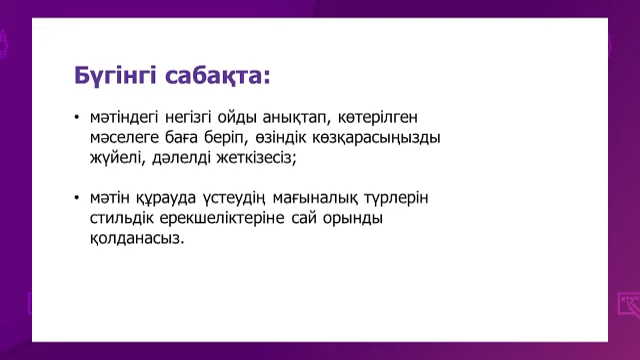 Бүгінгі сабақта:
• мәтіндегі негізгі ойды анықтап, көтерілген
мәселеге баға беріп, өзіндік көзқарасыңызды
жүйелі, дәлелді жеткізесіз;
• мәтін құрауда үстеудің мағыналық түрлерін
стильдік ерекшеліктеріне сай орынды
қолданасыз.